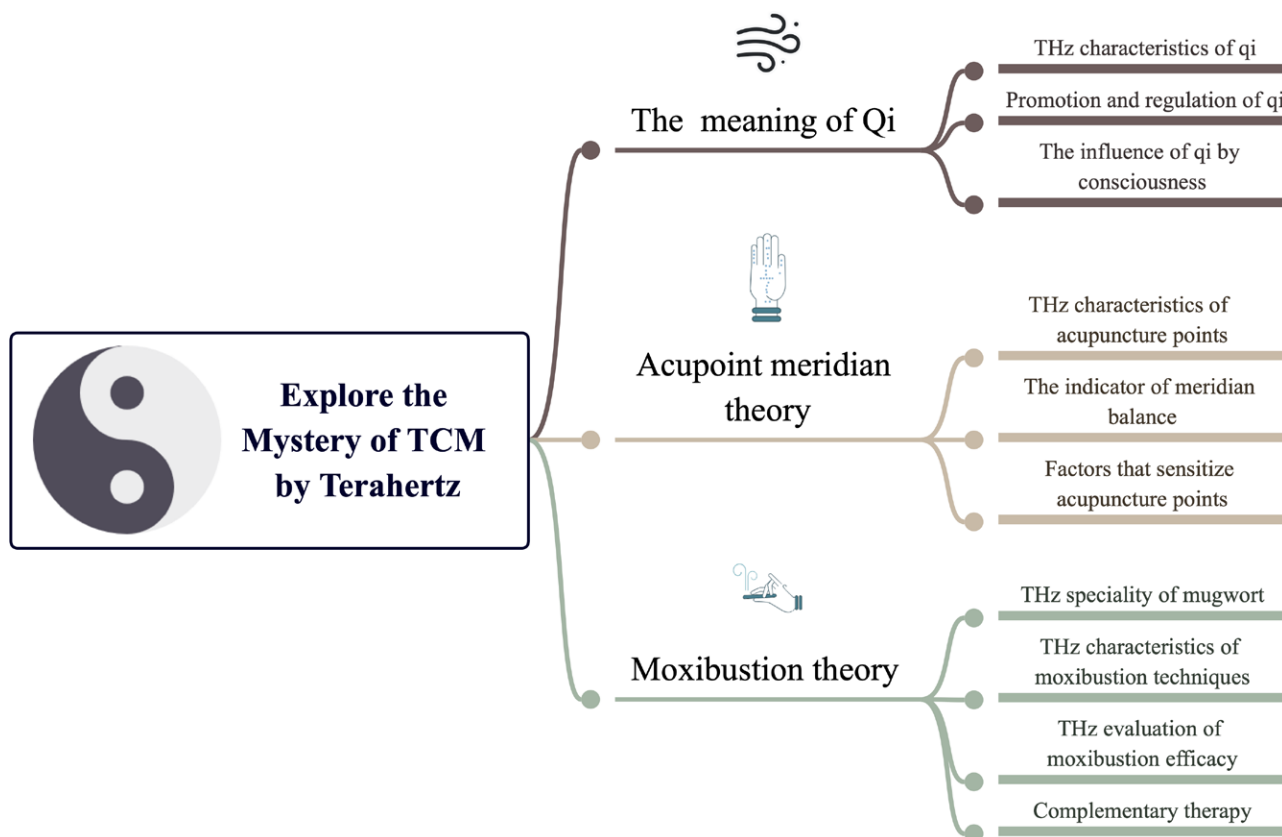 Explore the
Mystery of TCM
by Terahertz
The meaning of Qi
THz characteristics of qi
Promotion and regulation of qi
The influence of qi by
consciousness
Acupoint meridian
theory
THz characteristics of
acupuncture points
The indicator of meridian
balance
Factors that sensitize
acupuncture points
Moxibustion theory
THz speciality of mugwort
THz characteristics of
moxibustion techniques
THz evaluation of
moxibustion efficacy
Complementary therapy